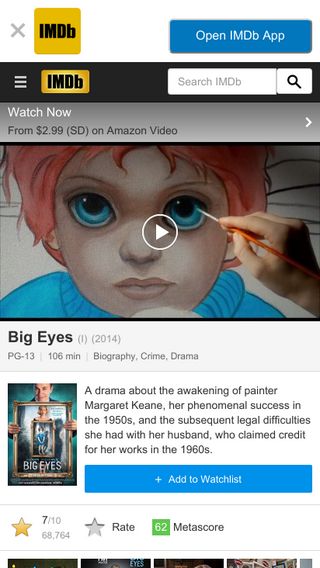 IMDb
Open IMDb App
IMDb
Search IMDb
Watch Now
From $2.99 (SD) on Amazon Video
Big Eyes (I) (2014)
PG-13 | 106 min | Biography, Crime, Drama
A drama about the awakening of painter
Margaret Keane, her phenomenal success in
the 1950s, and the subsequent legal difficulties
she had with her husband, who claimed credit
for her works in the 1960s.
BIG EYES
+ Add to Watchlist
7/10
68,764
Rate
62 Metascore